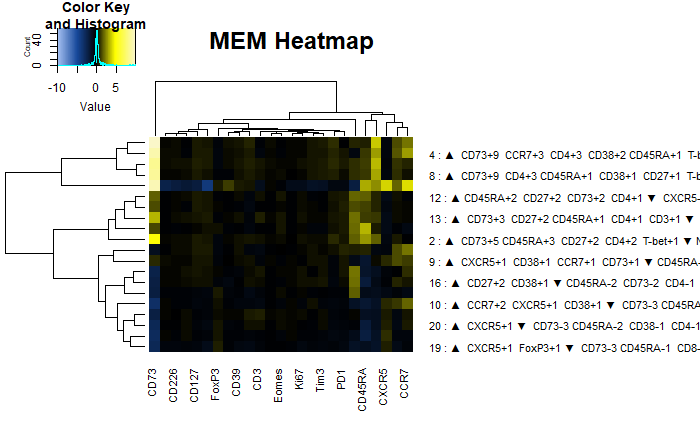 Color Key
and Histogram
Count
0 40
-10 0 5
Value
MEM Heatmap
4 : ▲ CD73+9 CCR7+3 CD4+3 CD38+2 CD45RA+1 T-b
8 : ▲ CD73+9 CD4+3 CD45RA+1 CD38+1 CD27+1 T-b
12 : ▲ CD45RA+2 CD27+2 CD73+2 CD4+1 ▼ CXCR5-
13 : ▲ CD73+3 CD27+2 CD45RA+1 CD4+1 CD3+1 ▼
2 : ▲ CD73+5 CD45RA+3 CD27+2 CD4+2 T-bet+1 ▼
9 : ▲ CXCR5+1 CD38+1 CCR7+1 CD73+1 ▼ CD45RA-
16 : ▲ CD27+2 CD38+1 ▼ CD45RA-2 CD73-2 CD4-1
10 : ▲ CCR7+2 CXCR5+1 CD38+1 ▼ CD73-3 CD45RA
20 : ▲ CXCR5+1 ▼ CD73-3 CD45RA-2 CD38-1 CD4-1
19 : ▲ CXCR5+1 FoxP3+1 ▼ CD73-3 CD45RA-1 CD8-
CD73
CD226
CD127
FoxP3
CD39
CD3
Eomes
Ki67
Tim3
PD1
CD45RA
CXCR5
CCR7